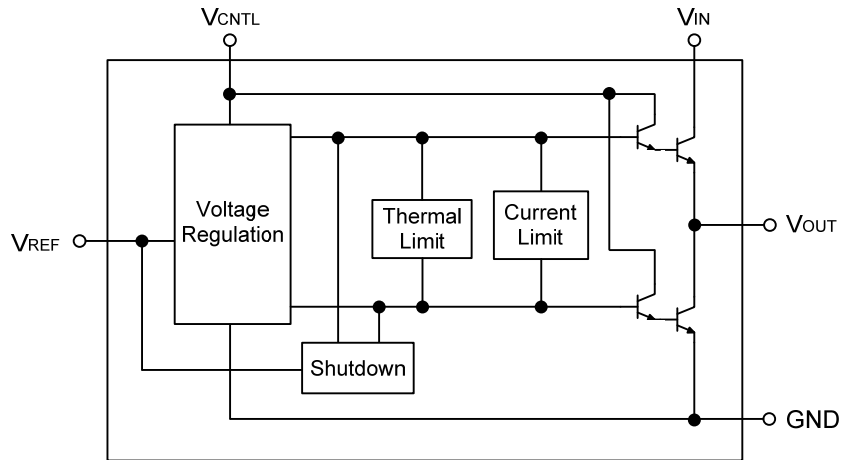 VCNTL
VIN
Voltage
Regulation
Thermal
Limit
Current
Limit
VREF
VOUT
Shutdown
GND